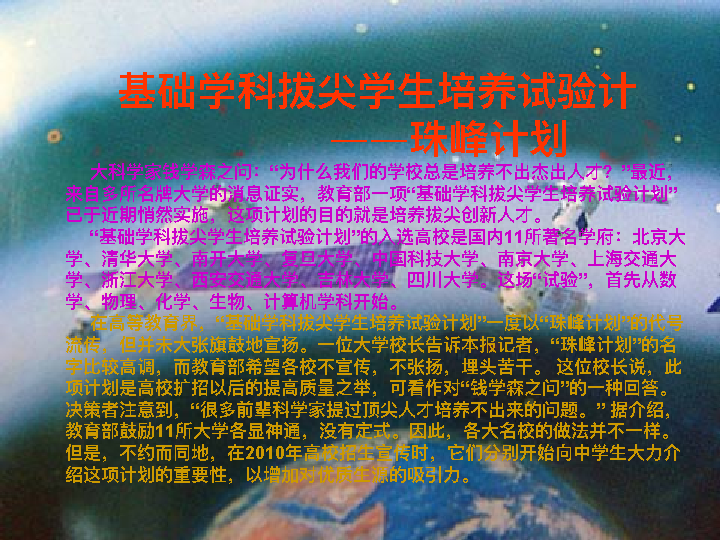 基础学科拔尖学生培养试验计
——珠峰计划
大科学家钱学森之问：“为什么我们的学校总是培养不出杰出人才？”最近，
来自多所名牌大学的消息证实，教育部一项“基础学科拔尖学生培养试验计划”
已于近期悄然实施，这项计划的目的就是培养拔尖创新人才。
“基础学科拔尖学生培养试验计划”的入选高校是国内11所著名学府：北京大
学、清华大学、南开大学、复旦大学、中国科技大学、南京大学、上海交通大
学、浙江大学、西安交通大学、吉林大学、四川大学。这场“试验”，首先从数
学、物理、化学、生物、计算机学科开始。
在高等教育界，“基础学科拔尖学生培养试验计划”一度以“珠峰计划”的代号
流传，但并未大张旗鼓地宣扬。一位大学校长告诉本报记者，“珠峰计划”的名
字比较高调，而教育部希望各校不宣传，不张扬，埋头苦干。 这位校长说，此
项计划是高校扩招以后的提高质量之举，可看作对“钱学森之问”的一种回答。
决策者注意到，“很多前辈科学家提过顶尖人才培养不出来的问题。” 据介绍，
教育部鼓励11所大学各显神通，没有定式。因此，各大名校的做法并不一样。
但是，不约而同地，在2010年高校招生宣传时，它们分别开始向中学生大力介
绍这项计划的重要性，以增加对优质生源的吸引力。